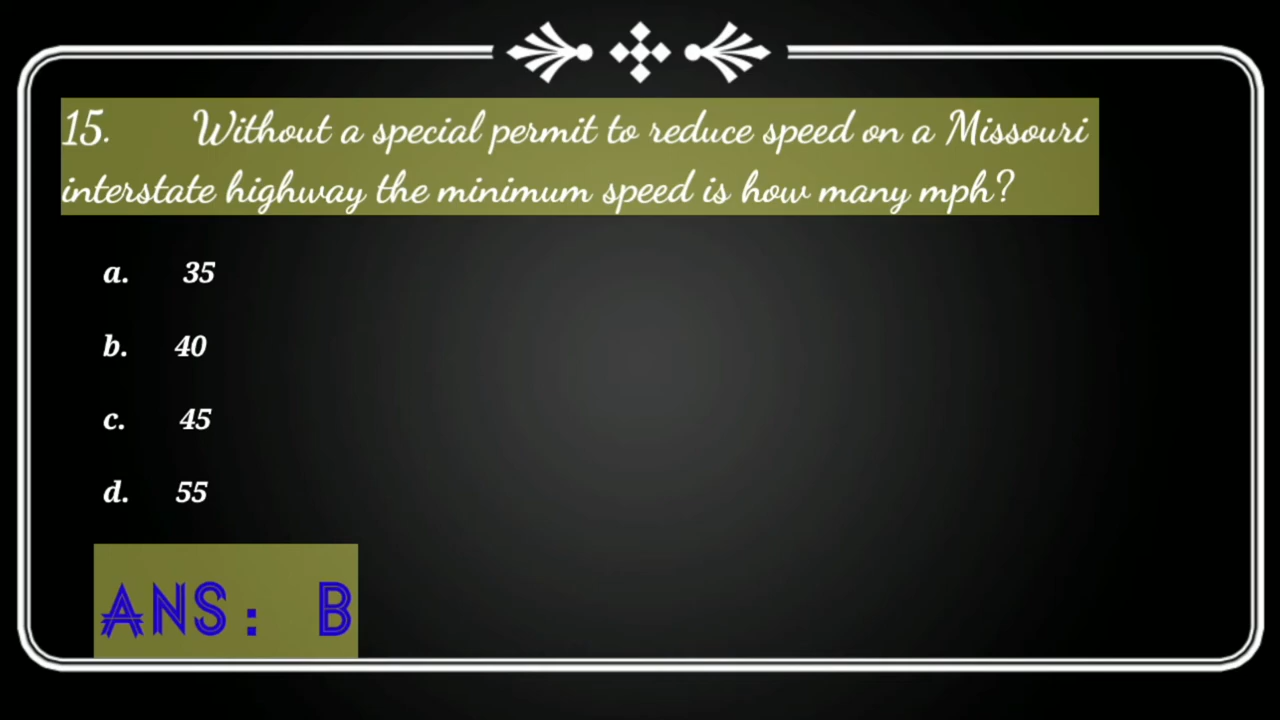 15. Without a special permit to reduce speed on a Missouri
interstate highway the minimum speed is how many mph?
a. 35
b. 40
c. 45
d. 55
ANS: B